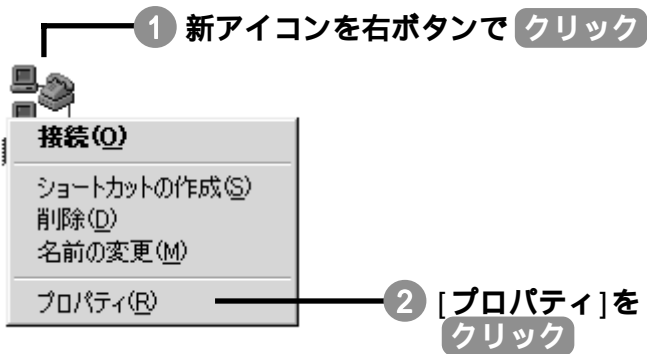 1 新アイコンを右ボタンで クリック
接続(O)
ショートカットの作成(S)
削除(D)
名前の変更(M)
プロパティ(R)
2 [プロパティ]を
クリック